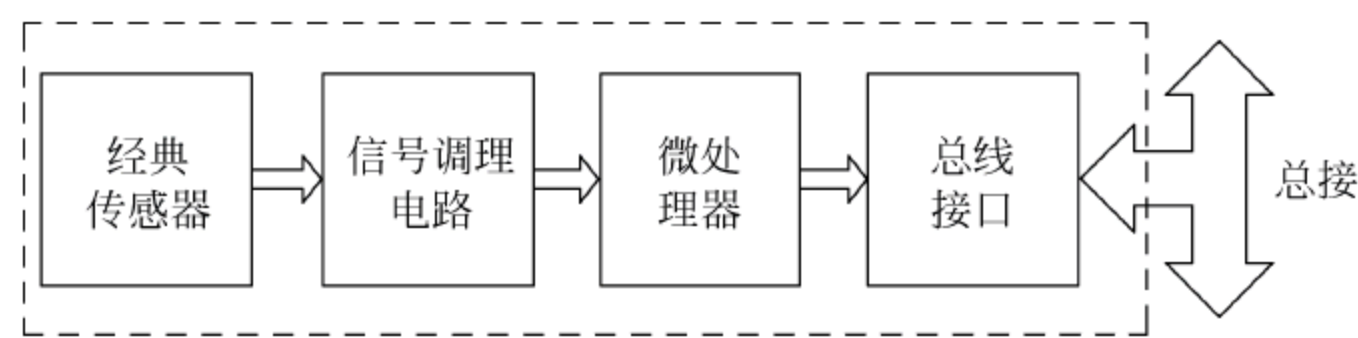 经典
传感器
信号调理
电路
微处
理器
总线
接口
总接